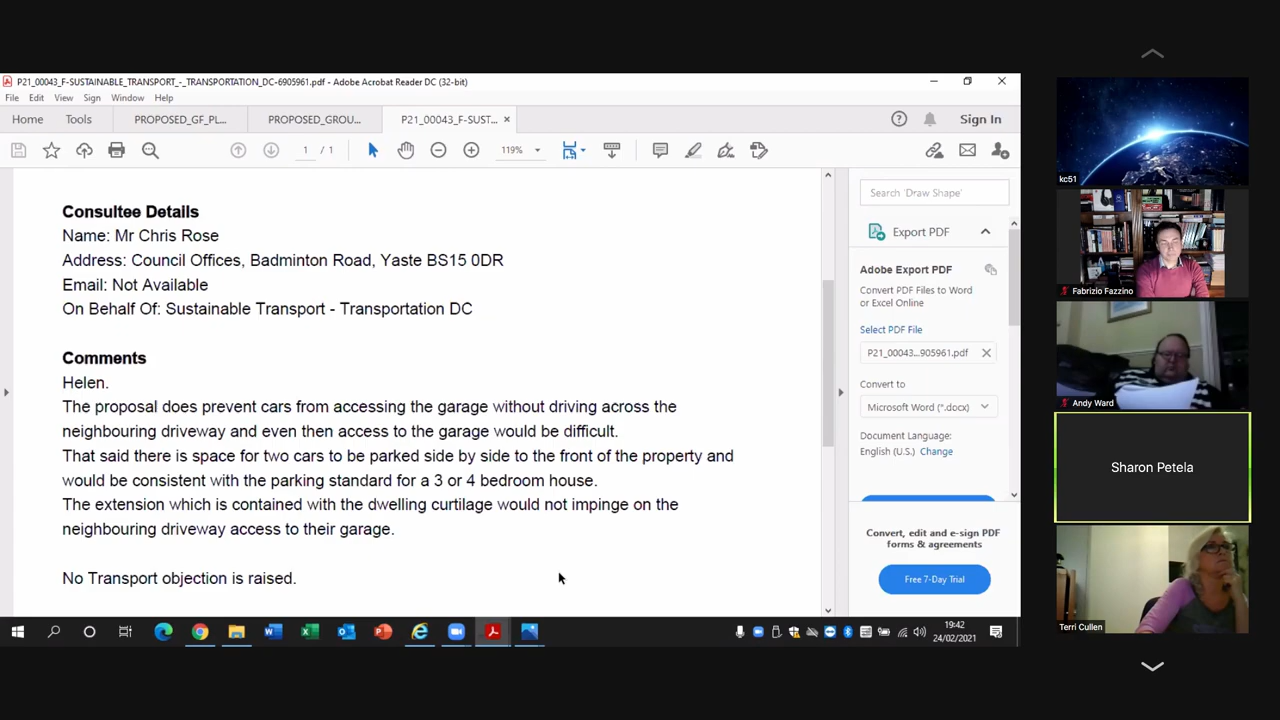 P21_00043_F-SUSTAINABLE_TRANSPORT_-_TRANSPORTATION_DC-6905961.pdf - Adobe Acrobat Reader DC (32-bit)
File Edit View Sign Window Help
Home Tools PROPOSED_GF_PL... PROPOSED_GROU... P21_00043_F-SUST... × Sign In
1 / 1 119%
Consultee Details
Name: Mr Chris Rose
Address: Council Offices, Badminton Road, Yaste BS15 0DR
Email: Not Available
On Behalf Of: Sustainable Transport - Transportation DC
Comments
Helen.
The proposal does prevent cars from accessing the garage without driving across the
neighbouring driveway and even then access to the garage would be difficult.
That said there is space for two cars to be parked side by side to the front of the property and
would be consistent with the parking standard for a 3 or 4 bedroom house.
The extension which is contained with the dwelling curtilage would not impinge on the
neighbouring driveway access to their garage.
No Transport objection is raised.
Search 'Draw Shape'
Export PDF
Adobe Export PDF
Convert PDF Files to Word
or Excel Online
Select PDF File
P21_00043...905961.pdf
Convert to
Microsoft Word (*.docx)
Document Language:
English (U.S.) Change
Convert, edit and e-sign PDF
forms & agreements
Free 7-Day Trial
19:42
24/02/2021
kc51
Fabrizio Fazzino
Andy Ward
Sharon Petela
Terri Cullen